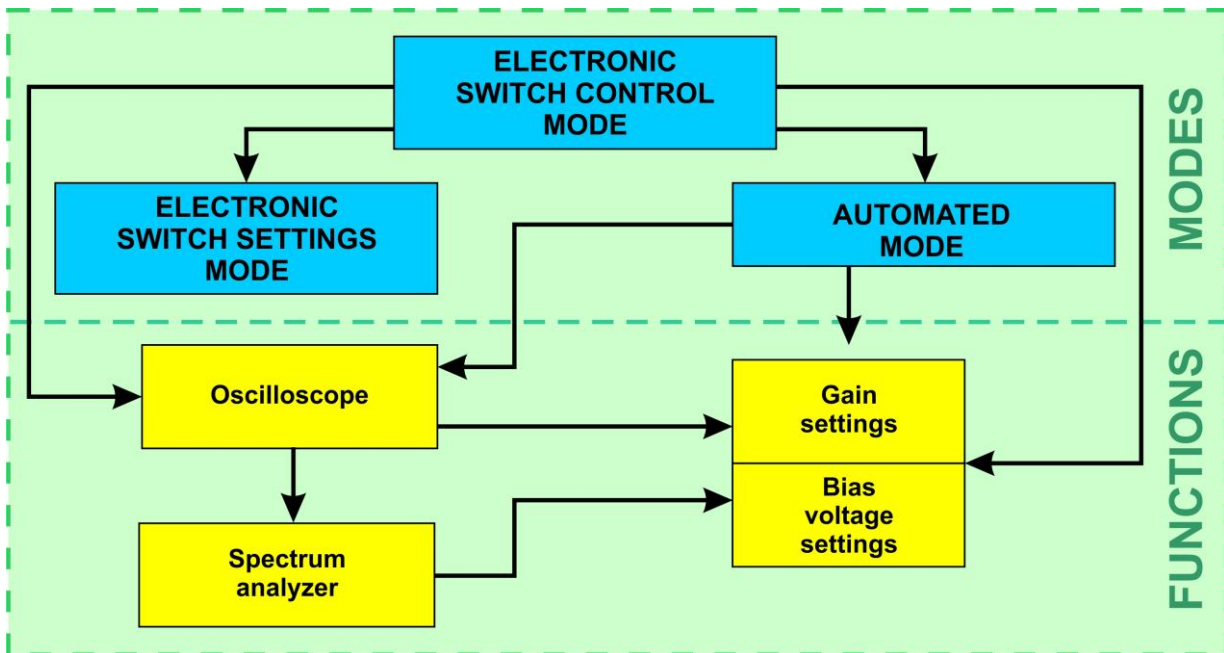 ELECTRONIC
SWITCH CONTROL
MODE
ELECTRONIC
SWITCH SETTINGS
MODE
AUTOMATED
MODE
MODES
Oscilloscope
Gain
settings
Bias
voltage
settings
Spectrum
analyzer
FUNCTIONS